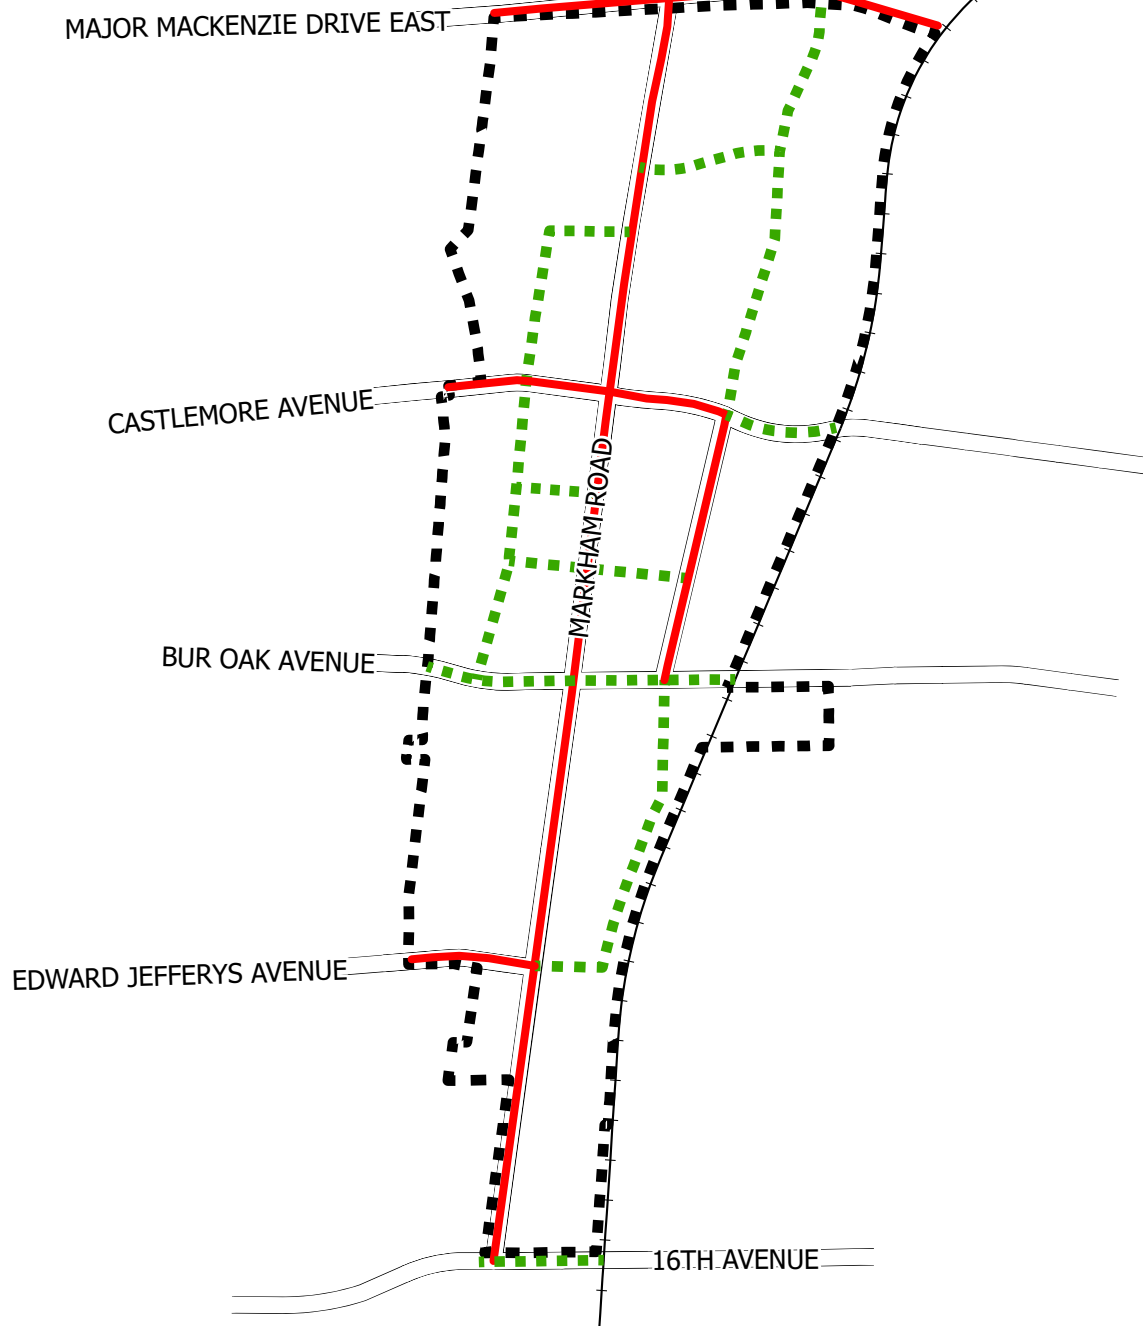 MAJOR MACKENZIE DRIVE EAST
CASTLEMORE AVENUE
MARKHAM ROAD
BUR OAK AVENUE
EDWARD JEFFERYS AVENUE
16TH AVENUE